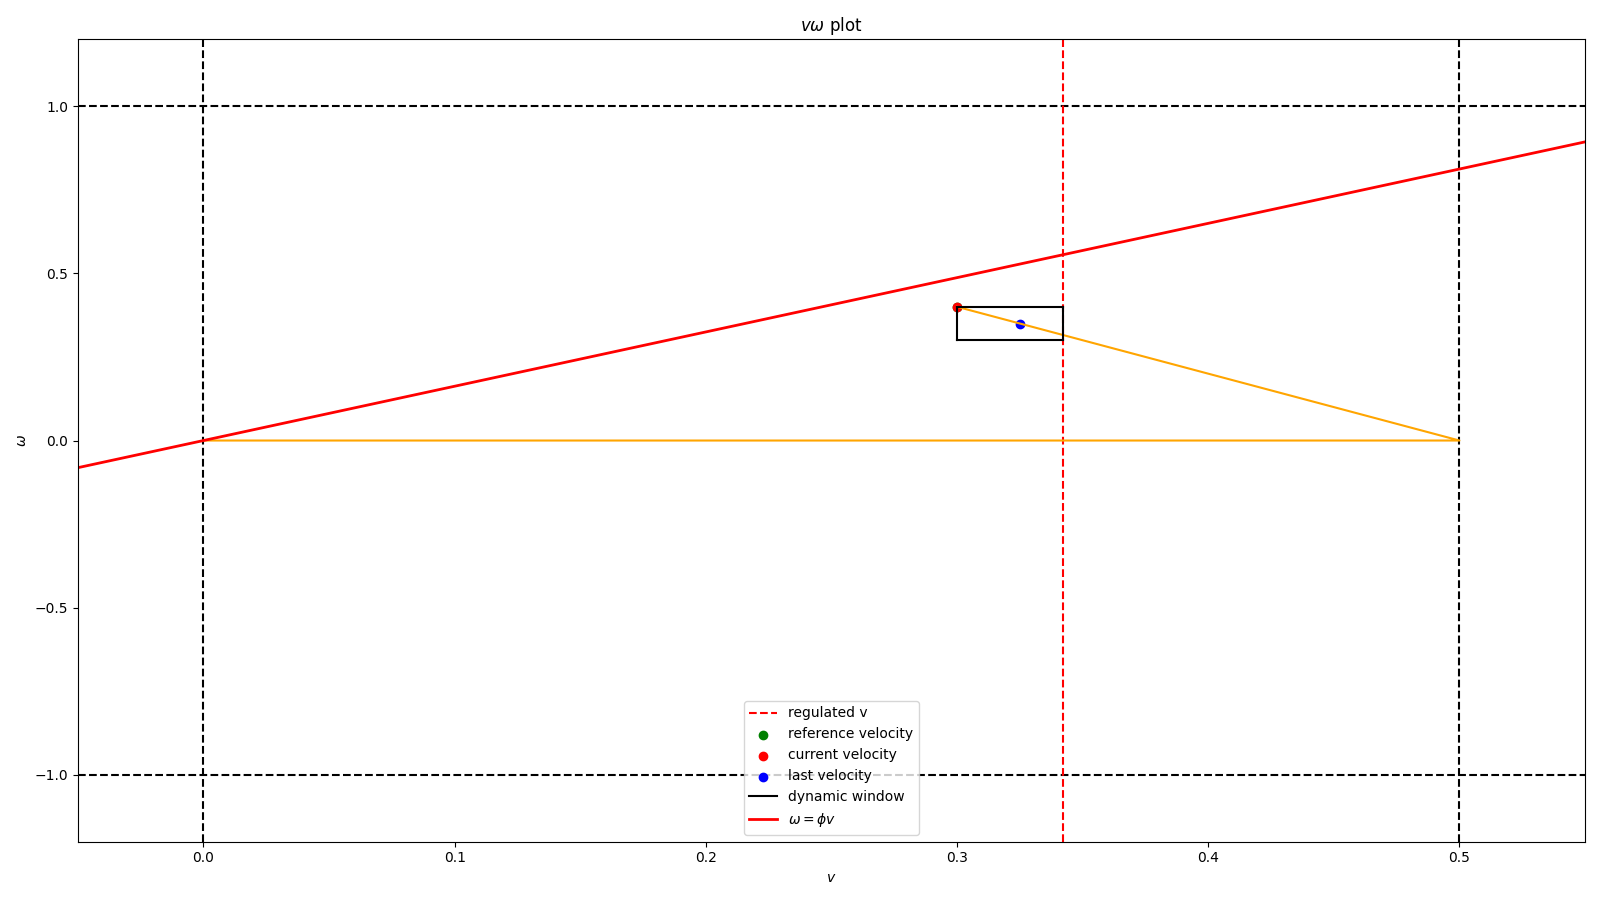 vω plot
1.0
0.5
0.0
−0.5
−1.0
ω
regulated v
reference velocity
current velocity
last velocity
dynamic window
ω = ϕv
0.0 0.1 0.2 0.3 0.4 0.5
v